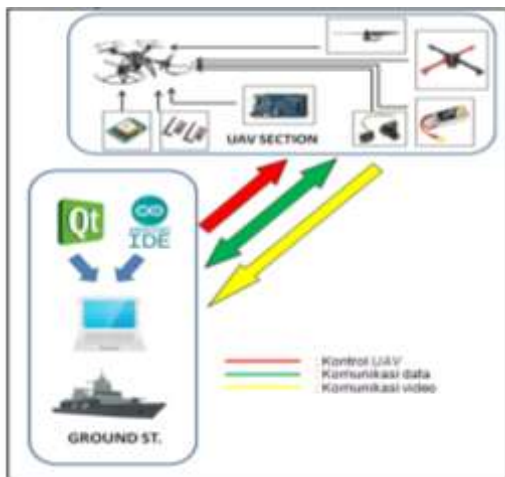 UAV SECTION
Qt
IDE
: Kontrol UAV
: Komunikasi data
: Komunikasi video
GROUND ST.